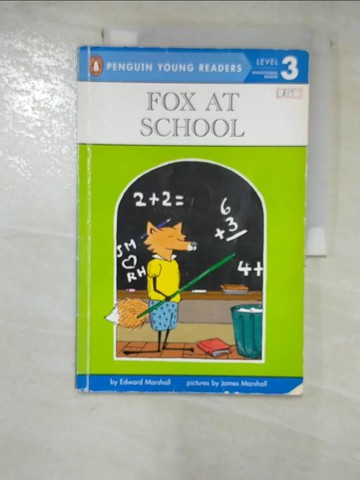 PENGUIN YOUNG READERS
LEVEL
3
FOX AT
SCHOOL
2+2=
6
+3
JM
RH
4+
by Edward Marshall pictures by James Marshall